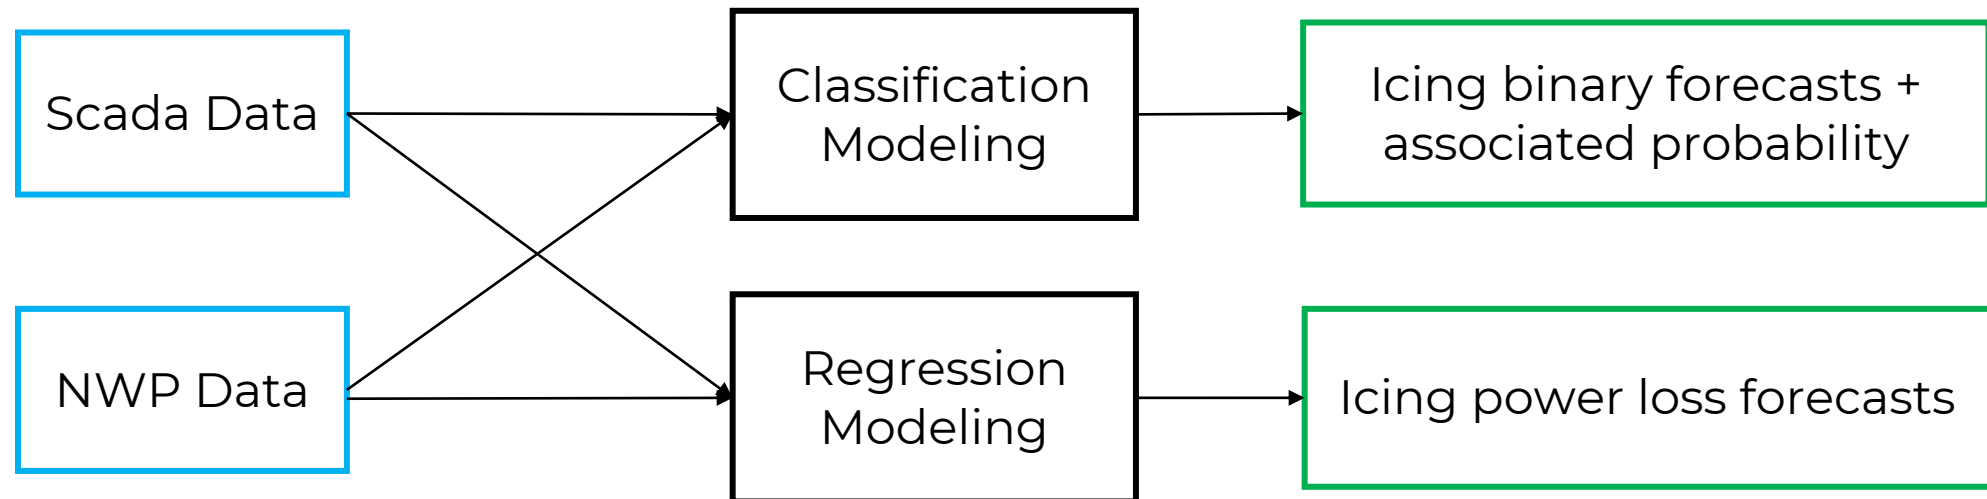 Scada Data
Classification
Modeling
Icing binary forecasts +
associated probability
NWP Data
Regression
Modeling
Icing power loss forecasts